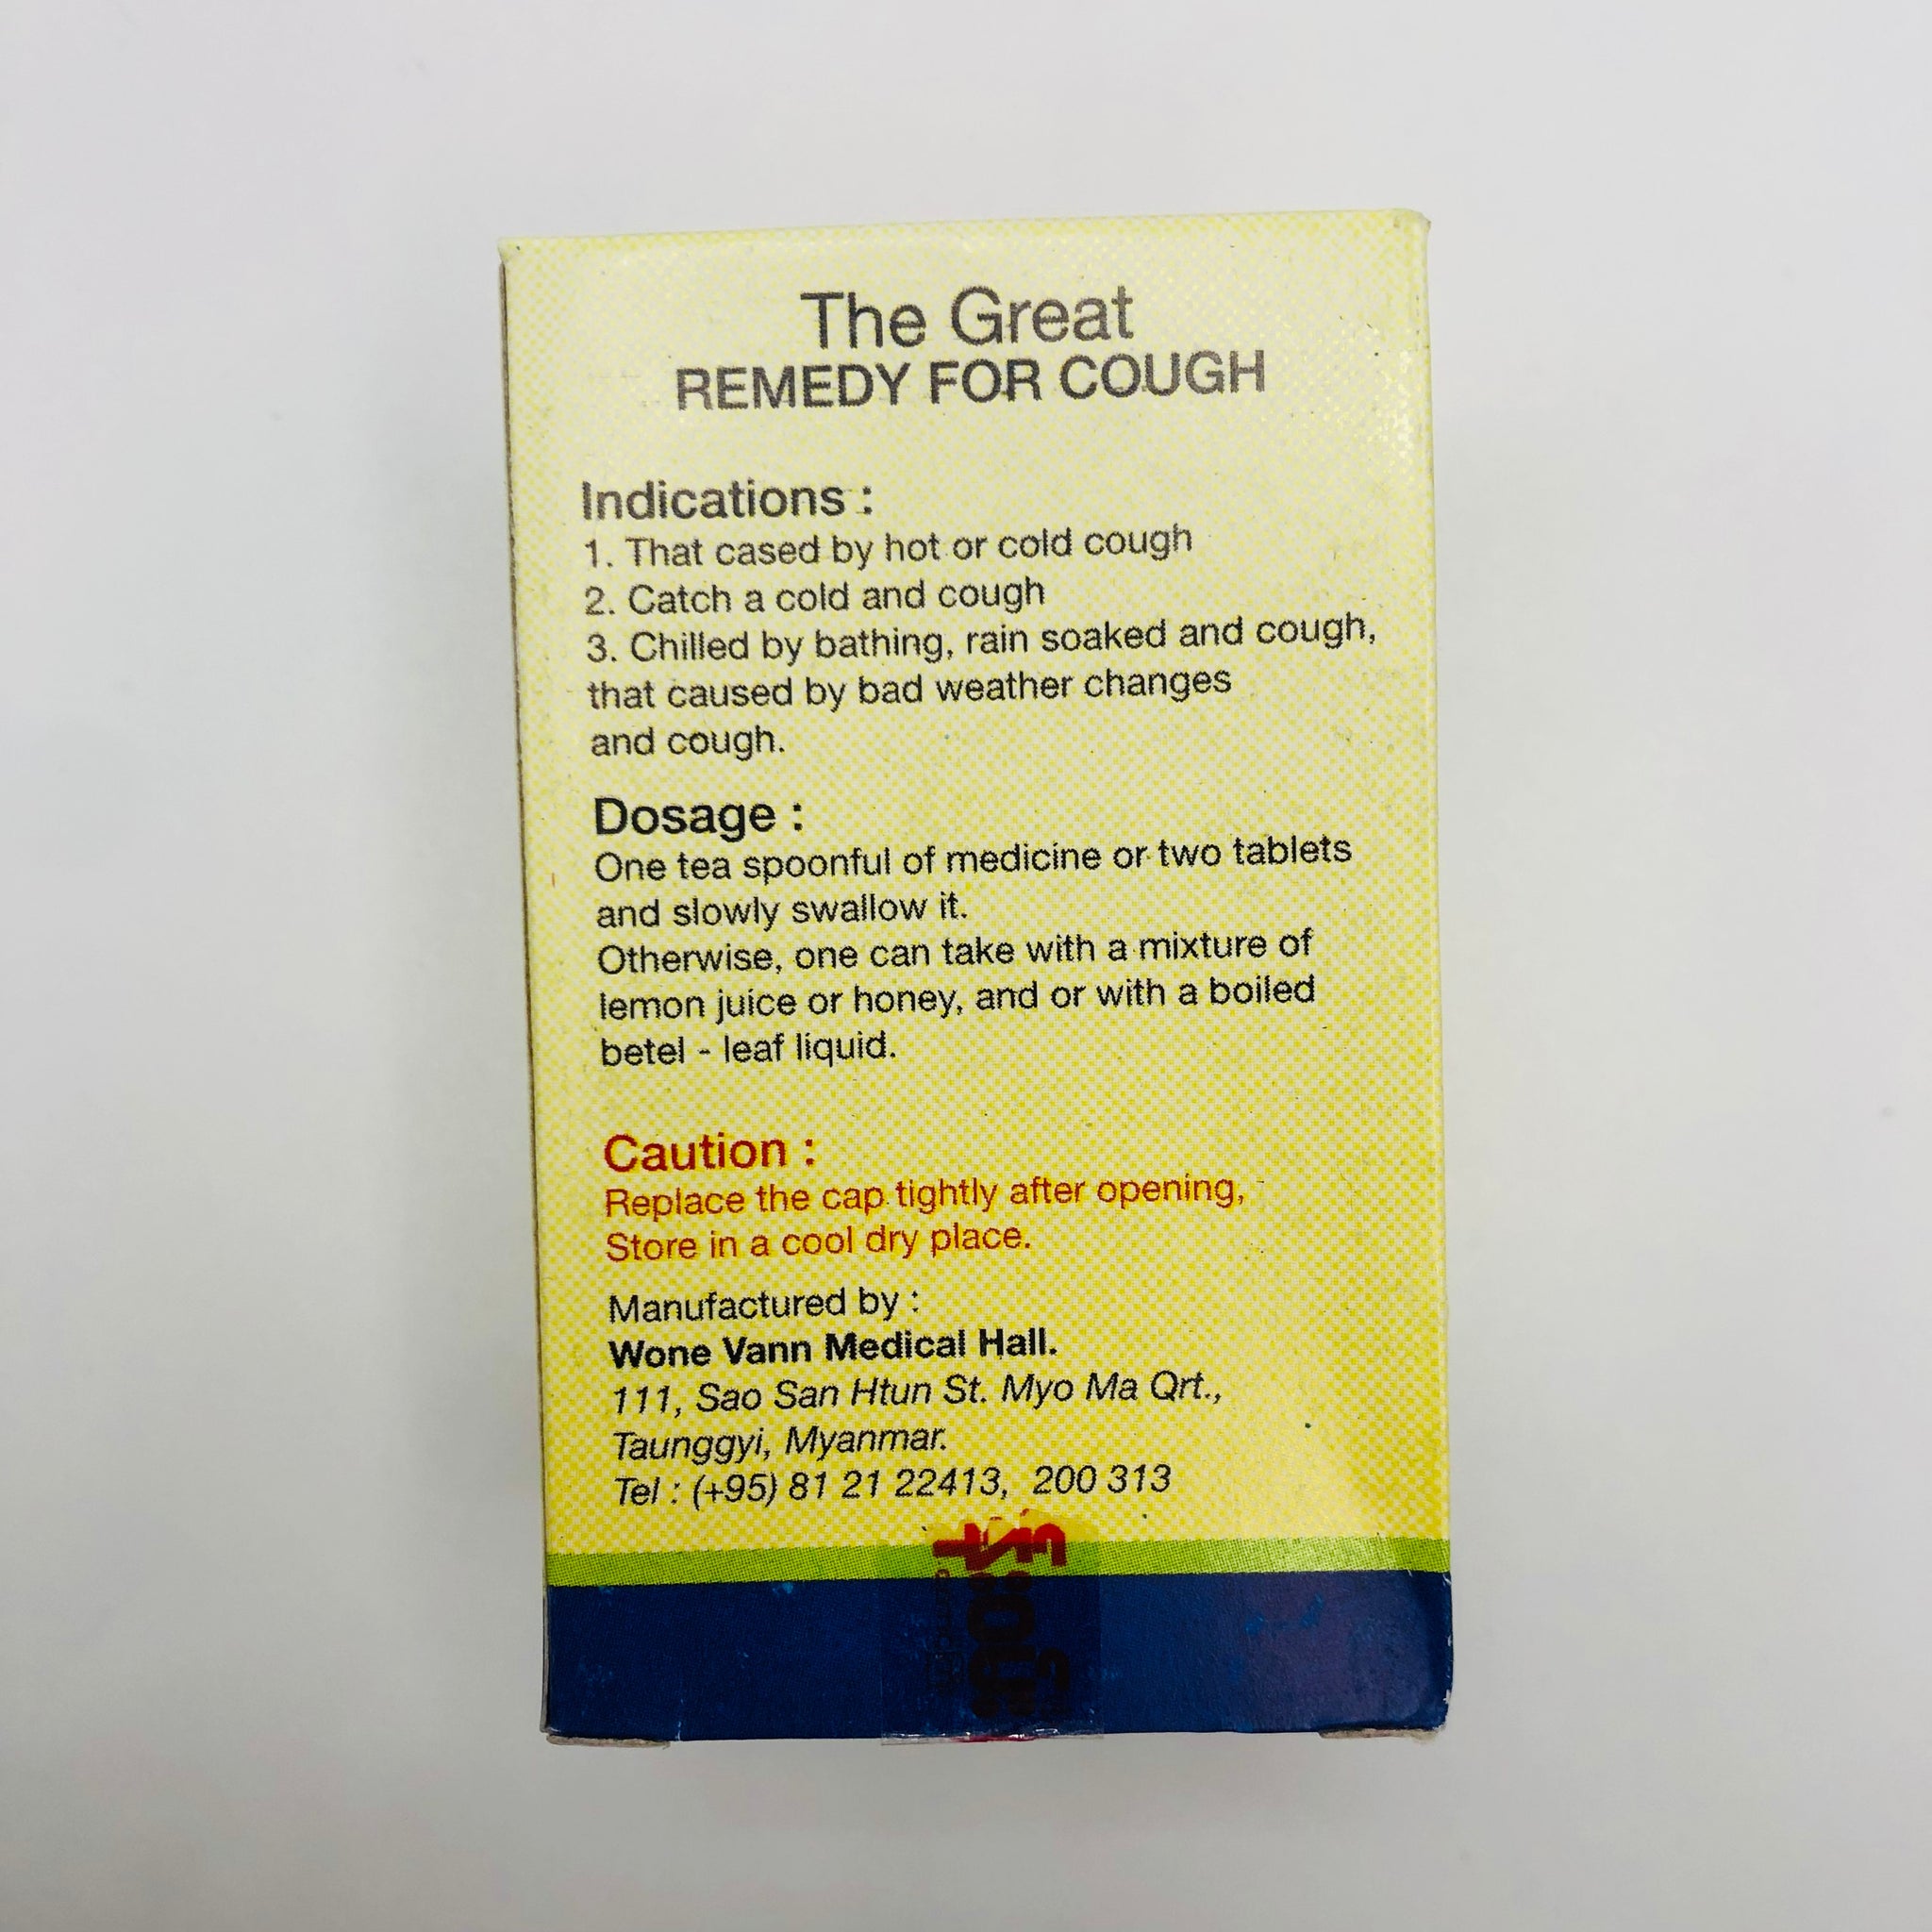 The Great
REMEDY FOR COUGH
Indications :
1. That cased by hot or cold cough
2. Catch a cold and cough
3. Chilled by bathing, rain soaked and cough,
that caused by bad weather changes
and cough.
Dosage :
One tea spoonful of medicine or two tablets
and slowly swallow it.
Otherwise, one can take with a mixture of
lemon juice or honey, and or with a boiled
betel - leaf liquid.
Caution :
Replace the cap tightly after opening,
Store in a cool dry place.
Manufactured by :
Wone Vann Medical Hall.
111, Sao San Htun St. Myo Ma Qrt.,
Taunggyi, Myanmar.
Tel : (+95) 81 21 22413, 200 313